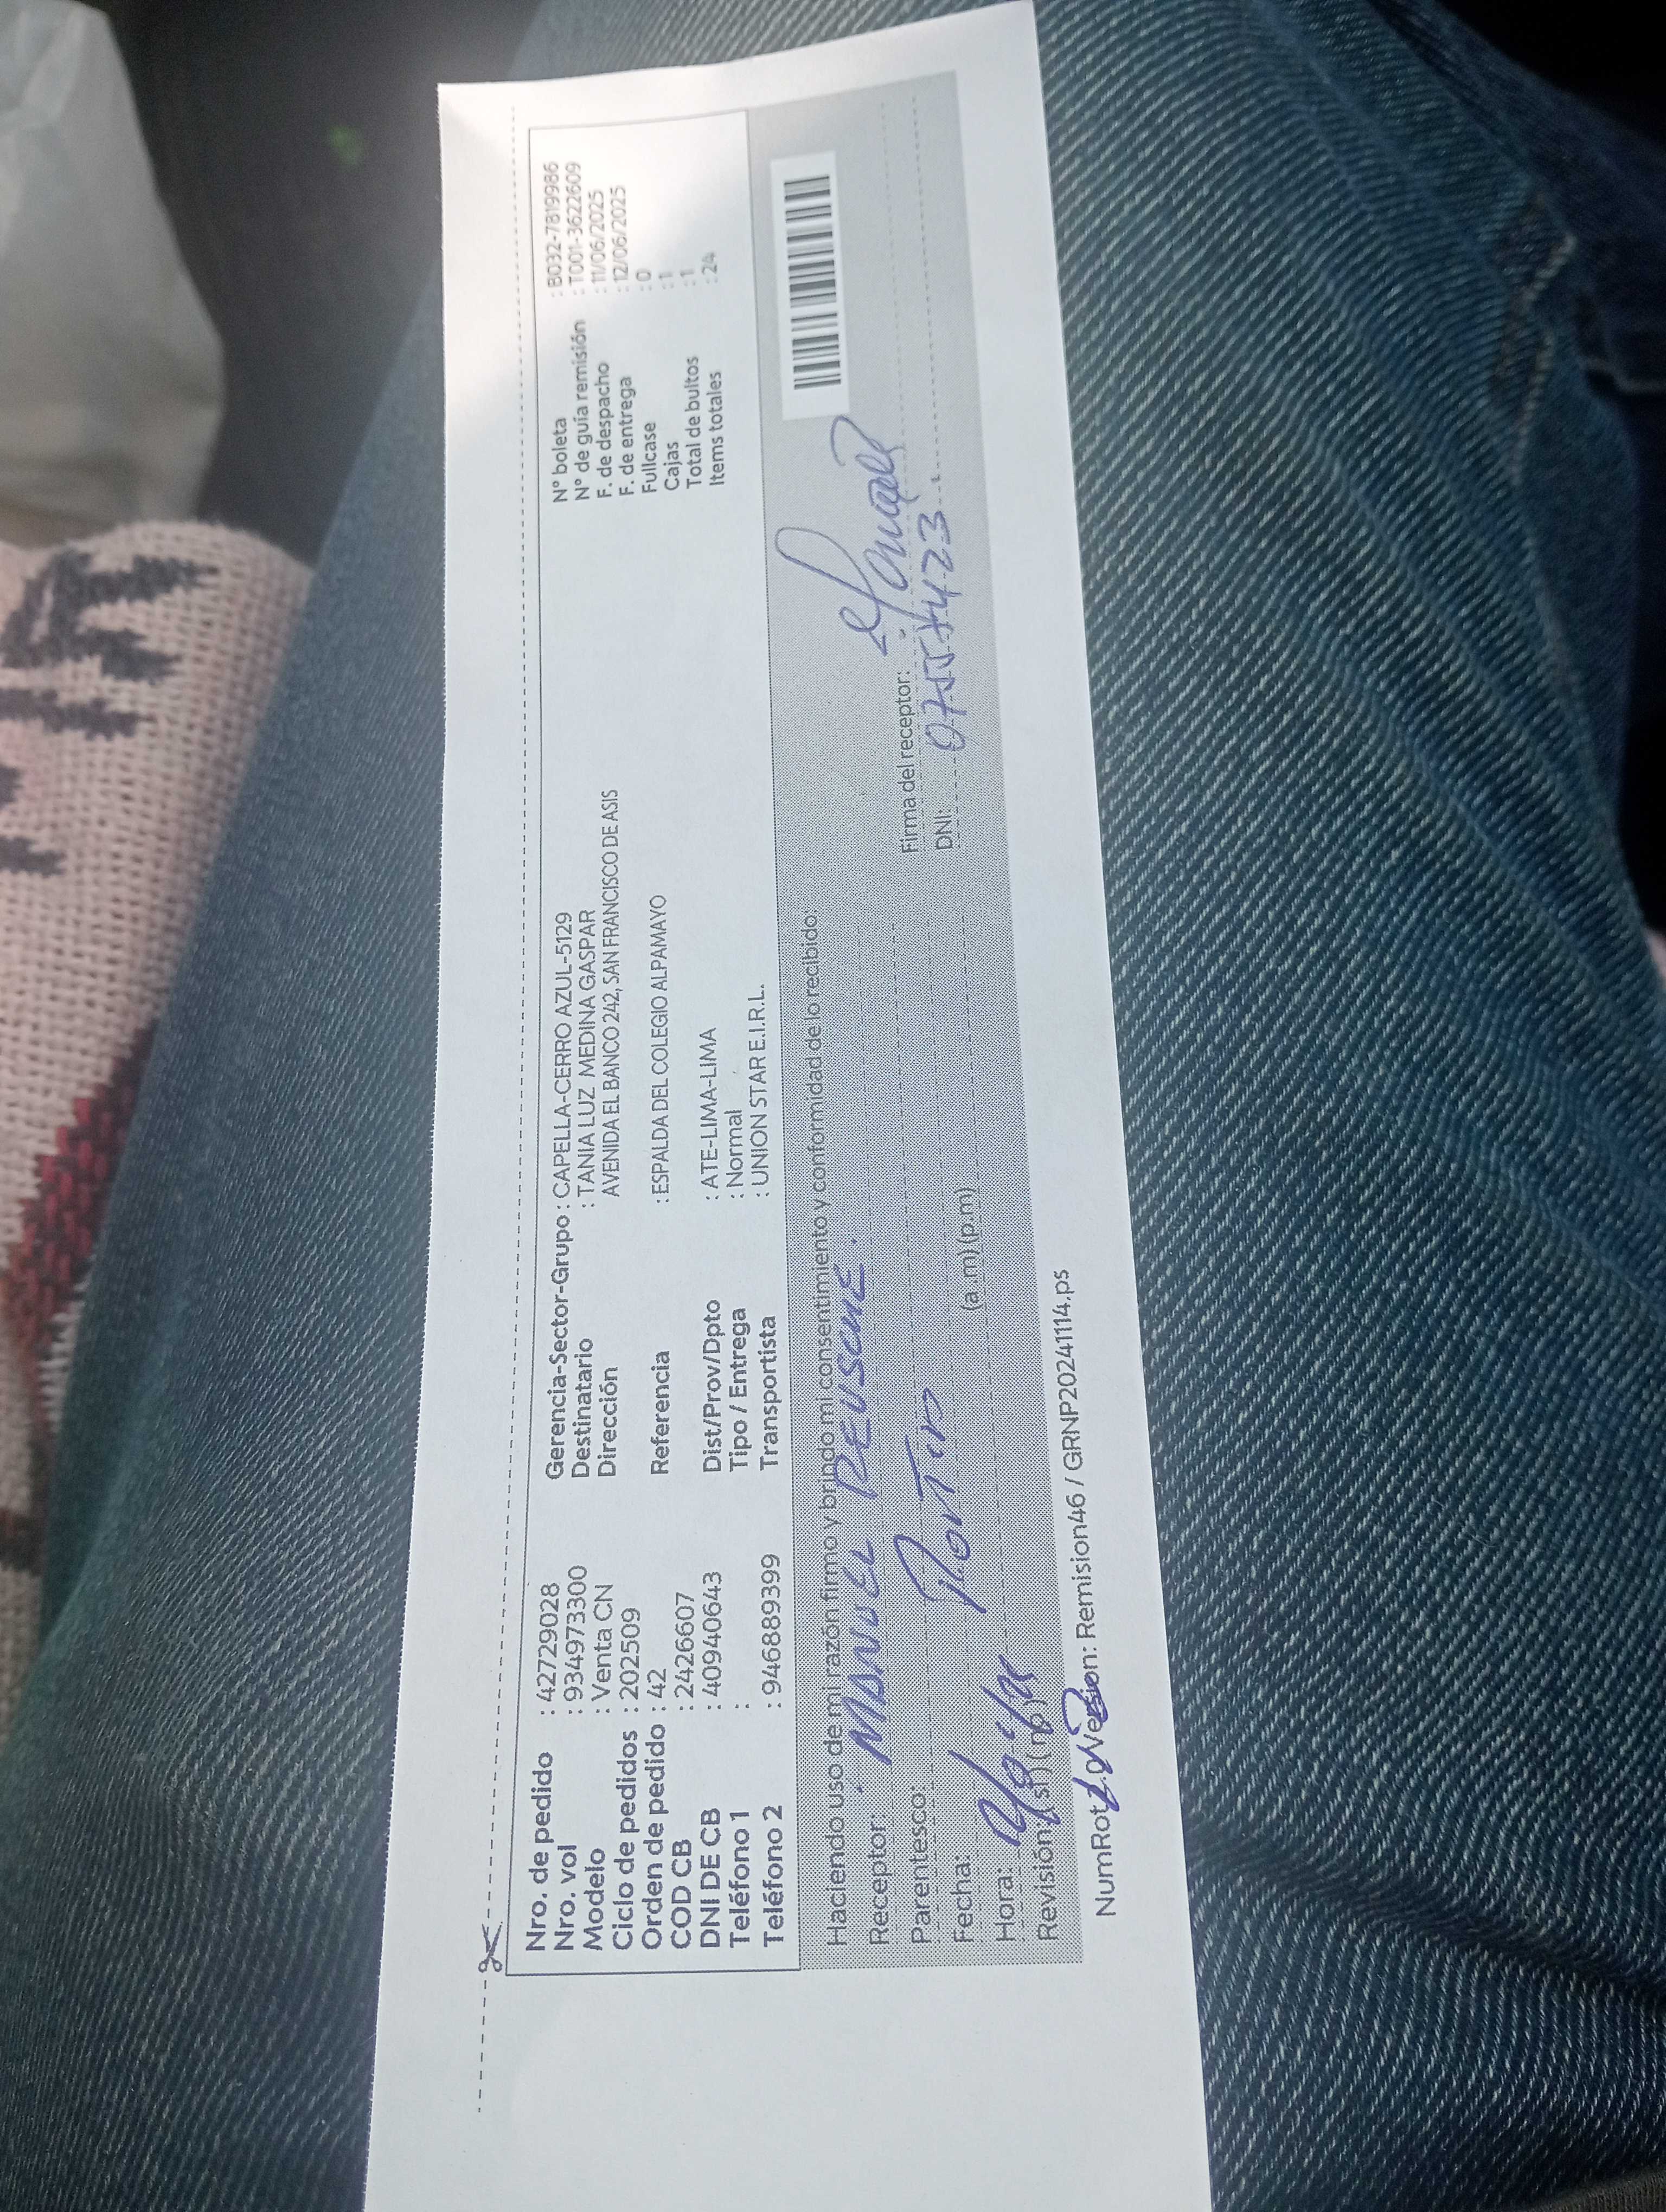 Nro. de pedido : 42729028
Nro. vol : 934973300
Modelo : Venta CN
Ciclo de pedidos : 202509
Orden de pedido : 42
COD CB : 2426607
DNI DE CB : 40940643
Teléfono 1 :
Teléfono 2 : 946889399
Gerencia-Sector-Grupo : CAPELLA-CERRO AZUL-5129
Destinatario : TANIA LUZ MEDINA GASPAR
Dirección AVENIDA EL BANCO 242, SAN FRANCISCO DE ASIS
Referencia : ESPALDA DEL COLEGIO ALPAMAYO
Dist/Prov/Dpto : ATE-LIMA-LIMA
Tipo / Entrega : Normal
Transportista : UNION STAR E.I.R.L.
N° boleta : B032-7819986
N° de guía remisión : T001-3622609
F. de despacho : 11/06/2025
F. de entrega : 12/06/2025
Fullcase : 0
Cajas : 1
Total de bultos : 1
Items totales : 24
Haciendo uso de mi razón firmo y brindo mi consentimiento y conformidad de lo recibido:
Receptor: MANUEL
Parentesco:
Fecha:
Hora: (a.m) (p.m)
Revisión: (si) (no)
Firma del receptor:
DNI: 07557423
NumRot Version: Remision46 / GRNP20241114.ps